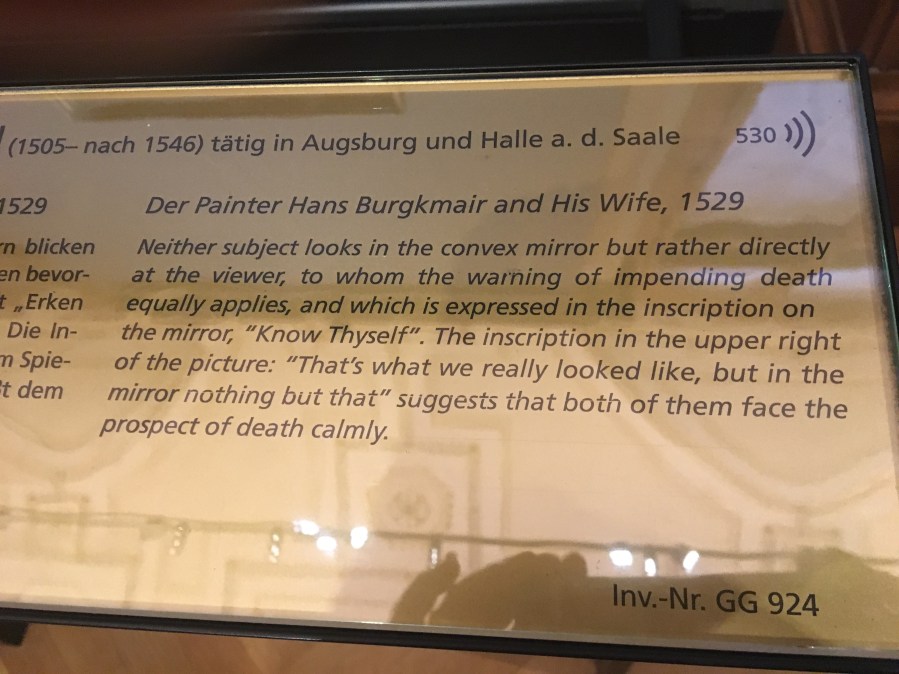 (1505– nach 1546) tätig in Augsburg und Halle a. d. Saale 530
1529
blicken
bevor-
„Erken
Die In-
Spie-
dem
Der Painter Hans Burgkmair and His Wife, 1529
Neither subject looks in the convex mirror but rather directly
at the viewer, to whom the warning of impending death
equally applies, and which is expressed in the inscription on
the mirror, “Know Thyself”. The inscription in the upper right
of the picture: “That’s what we really looked like, but in the
mirror nothing but that” suggests that both of them face the
prospect of death calmly.
Inv.-Nr. GG 924